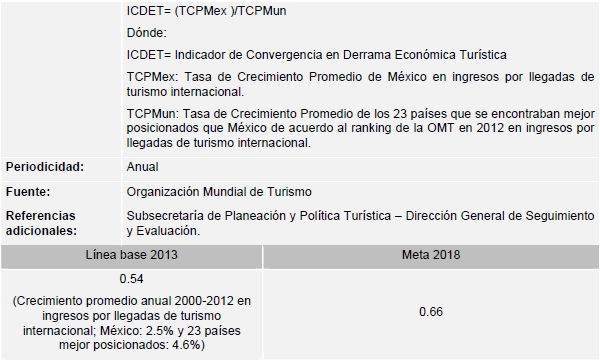 ICDET= (TCPMex )/TCPMun
Dónde:
ICDET= Indicador de Convergencia en Derrama Económica Turística
TCPMex: Tasa de Crecimiento Promedio de México en ingresos por llegadas de
turismo internacional.
TCPMun: Tasa de Crecimiento Promedio de los 23 países que se encontraban mejor
posicionados que México de acuerdo al ranking de la OMT en 2012 en ingresos por
llegadas de turismo internacional.
Periodicidad: Anual
Fuente: Organización Mundial de Turismo
Referencias Subsecretaría de Planeación y Política Turística – Dirección General de Seguimiento
adicionales: y Evaluación.
Línea base 2013 Meta 2018
0.54
(Crecimiento promedio anual 2000-2012 en
ingresos por llegadas de turismo
internacional; México: 2.5% y 23 países
mejor posicionados: 4.6%)
0.66